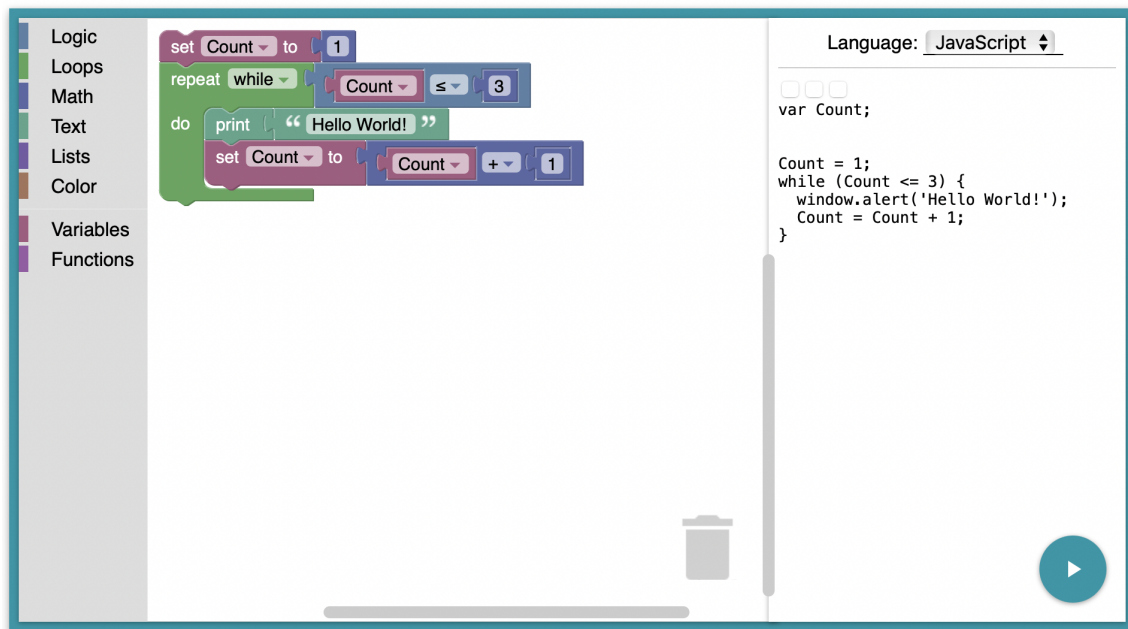 Logic
Loops
Math
Text
Lists
Color
Variables
Functions
set Count to 1
repeat while Count ≤ 3
do print “ Hello World! ”
set Count to Count + 1
Language: JavaScript
var Count;
Count = 1;
while (Count <= 3) {
  window.alert('Hello World!');
  Count = Count + 1;
}